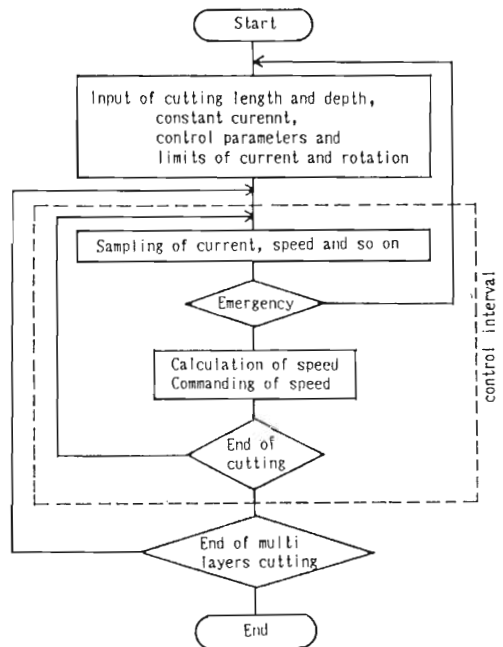 Start
Input of cutting length and depth,
constant curennt,
control parameters and
limits of current and rotation
Sampling of current, speed and so on
Emergency
Calculation of speed
Commanding of speed
control interval
End of
cutting
End of multi
layers cutting
End